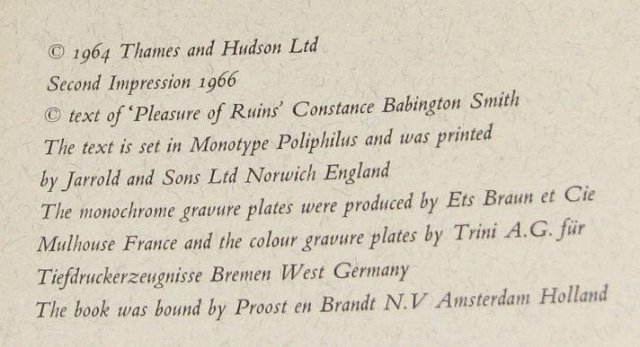 © 1964 Thames and Hudson Ltd
Second Impression 1966
© text of ‘Pleasure of Ruins’ Constance Babington Smith
The text is set in Monotype Poliphilus and was printed
by Jarrold and Sons Ltd Norwich England
The monochrome gravure plates were produced by Ets Braun et Cie
Mulhouse France and the colour gravure plates by Trini A.G. für
Tiefdruckerzeugnisse Bremen West Germany
The book was bound by Proost en Brandt N.V Amsterdam Holland